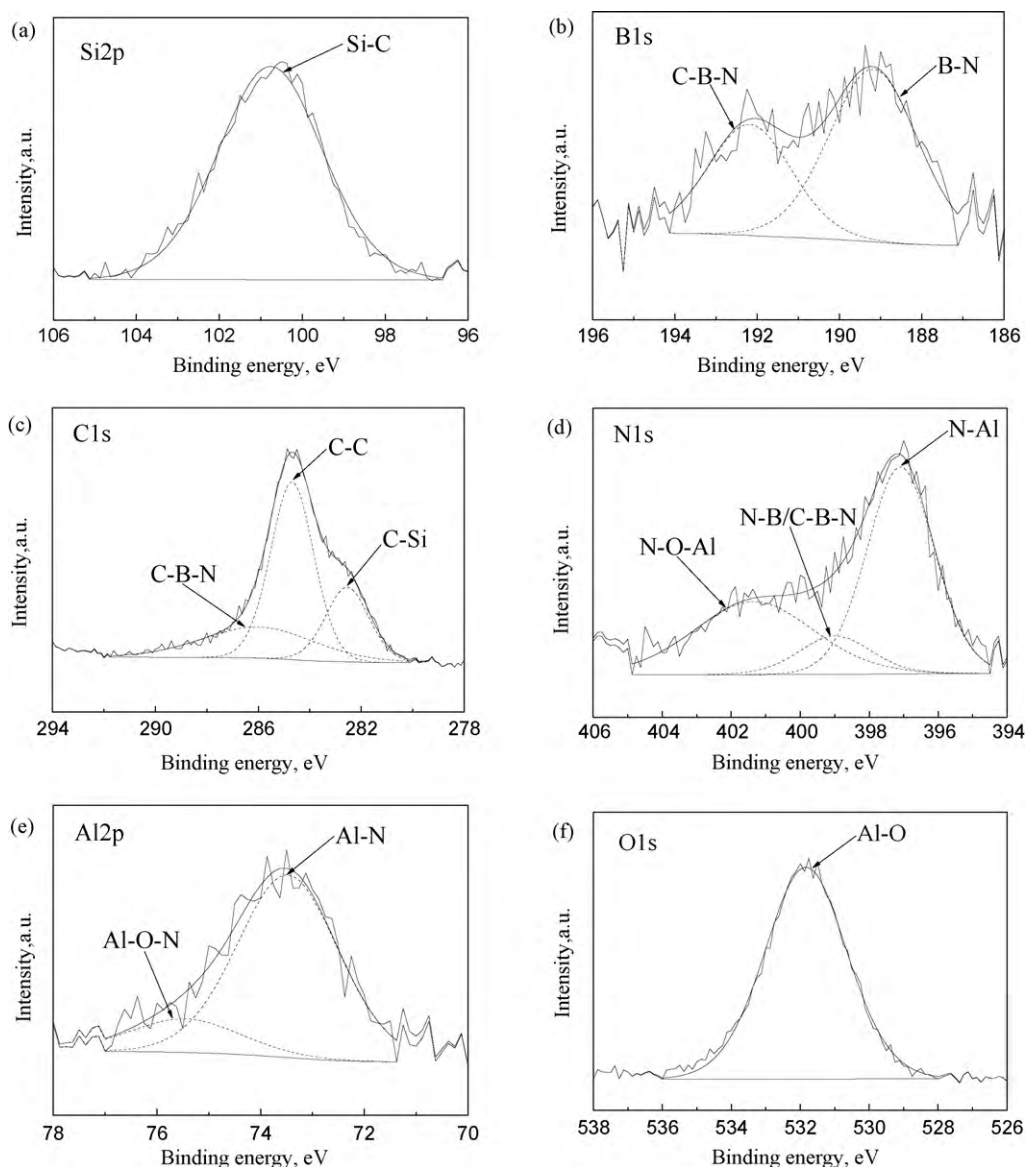 (a)
Si2p
Si-C
Intensity,a.u.
106 104 102 100 98 96
Binding energy, eV
(b)
B1s
C-B-N
B-N
Intensity,a.u.
196 194 192 190 188 186
Binding energy, eV
(c)
C1s
C-C
C-Si
C-B-N
Intensity,a.u.
294 290 286 282 278
Binding energy, eV
(d)
N1s
N-Al
N-B/C-B-N
N-O-Al
Intensity,a.u.
406 404 402 400 398 396 394
Binding energy, eV
(e)
Al2p
Al-N
Al-O-N
Intensity,a.u.
78 76 74 72 70
Binding energy, eV
(f)
O1s
Al-O
Intensity,a.u.
538 536 534 532 530 528 526
Binding energy, eV